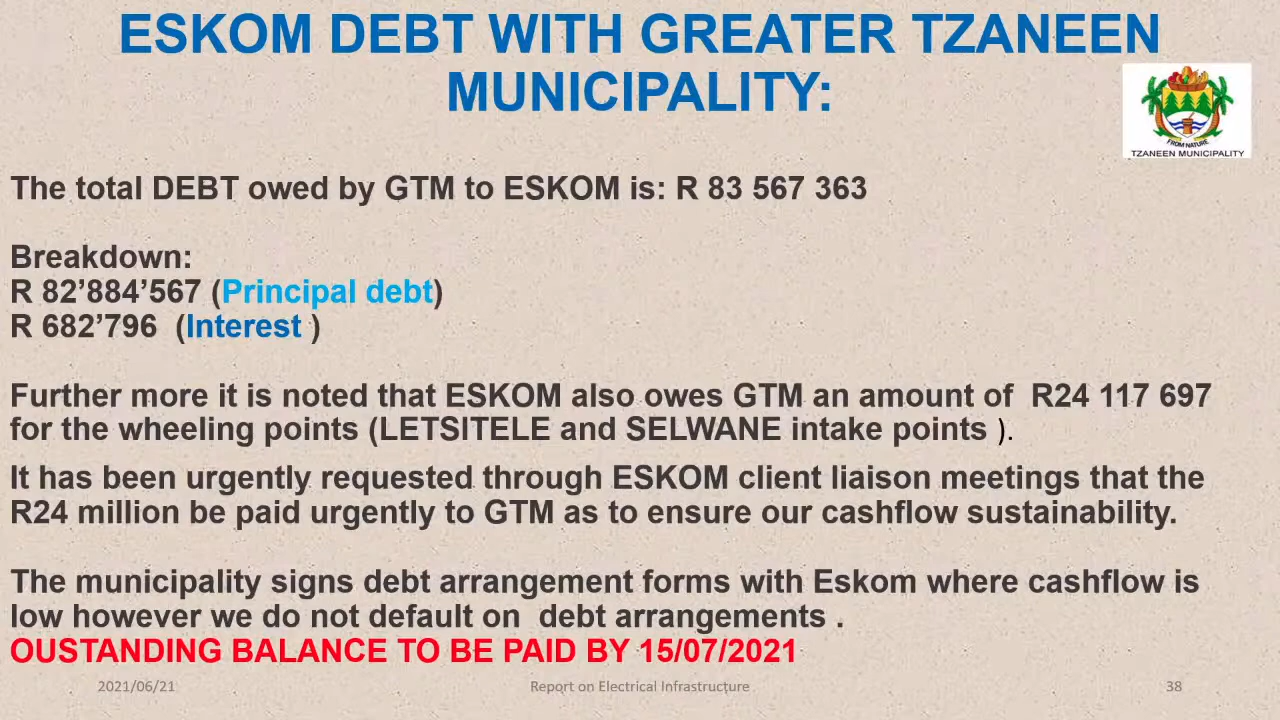 ESKOM DEBT WITH GREATER TZANEEN
MUNICIPALITY:
FROM NATURE
TZANEEN MUNICIPALITY
The total DEBT owed by GTM to ESKOM is: R 83 567 363
Breakdown:
R 82’884’567 (Principal debt)
R 682’796 (Interest )
Further more it is noted that ESKOM also owes GTM an amount of R24 117 697
for the wheeling points (LETSITELE and SELWANE intake points ).
It has been urgently requested through ESKOM client liaison meetings that the
R24 million be paid urgently to GTM as to ensure our cashflow sustainability.
The municipality signs debt arrangement forms with Eskom where cashflow is
low however we do not default on debt arrangements .
OUSTANDING BALANCE TO BE PAID BY 15/07/2021
2021/06/21
Report on Electrical Infrastructure
38